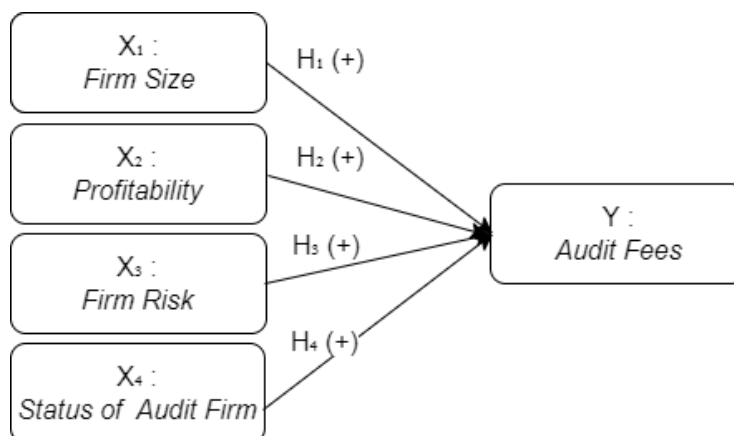 X₁ :
Firm Size
H₁ (+)
X₂ :
Profitability
H₂ (+)
Y :
Audit Fees
X₃ :
Firm Risk
H₃ (+)
X₄ :
Status of Audit Firm
H₄ (+)